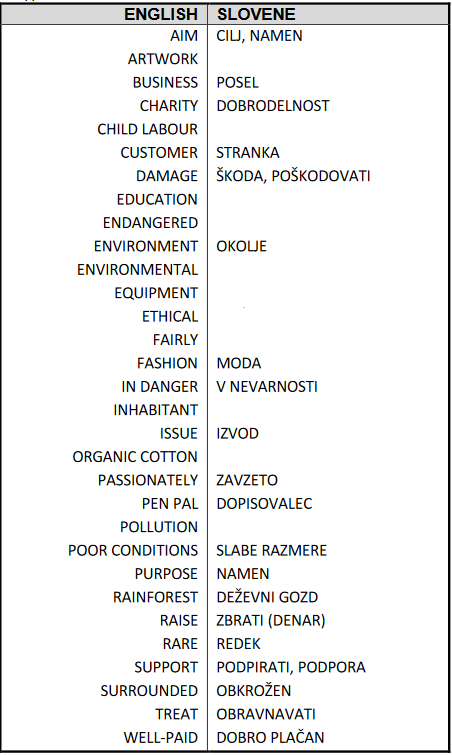 ENGLISH SLOVENE
AIM CILJ, NAMEN
ARTWORK
BUSINESS POSEL
CHARITY DOBRODELNOST
CHILD LABOUR
CUSTOMER STRANKA
DAMAGE ŠKODA, POŠKODOVATI
EDUCATION
ENDANGERED
ENVIRONMENT OKOLJE
ENVIRONMENTAL
EQUIPMENT
ETHICAL
FAIRLY
FASHION MODA
IN DANGER V NEVARNOSTI
INHABITANT
ISSUE IZVOD
ORGANIC COTTON
PASSIONATELY ZAVZETO
PEN PAL DOPISOVALEC
POLLUTION
POOR CONDITIONS SLABE RAZMERE
PURPOSE NAMEN
RAINFOREST DEŽEVNI GOZD
RAISE ZBRATI (DENAR)
RARE REDEK
SUPPORT PODPIRATI, PODPORA
SURROUNDED OBKROŽEN
TREAT OBRAVNAVATI
WELL-PAID DOBRO PLAČAN